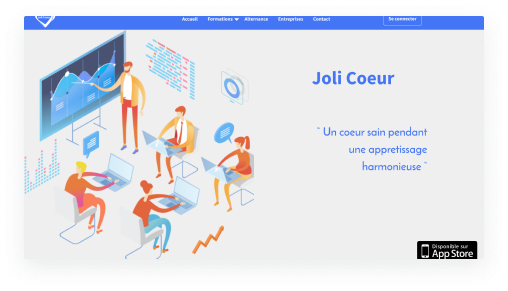 Accueil Formations Alternance Entreprises Contact Se connecter
Joli Coeur
" Un coeur sain pendant
une appretissage
harmonieuse "
Disponible sur
App Store